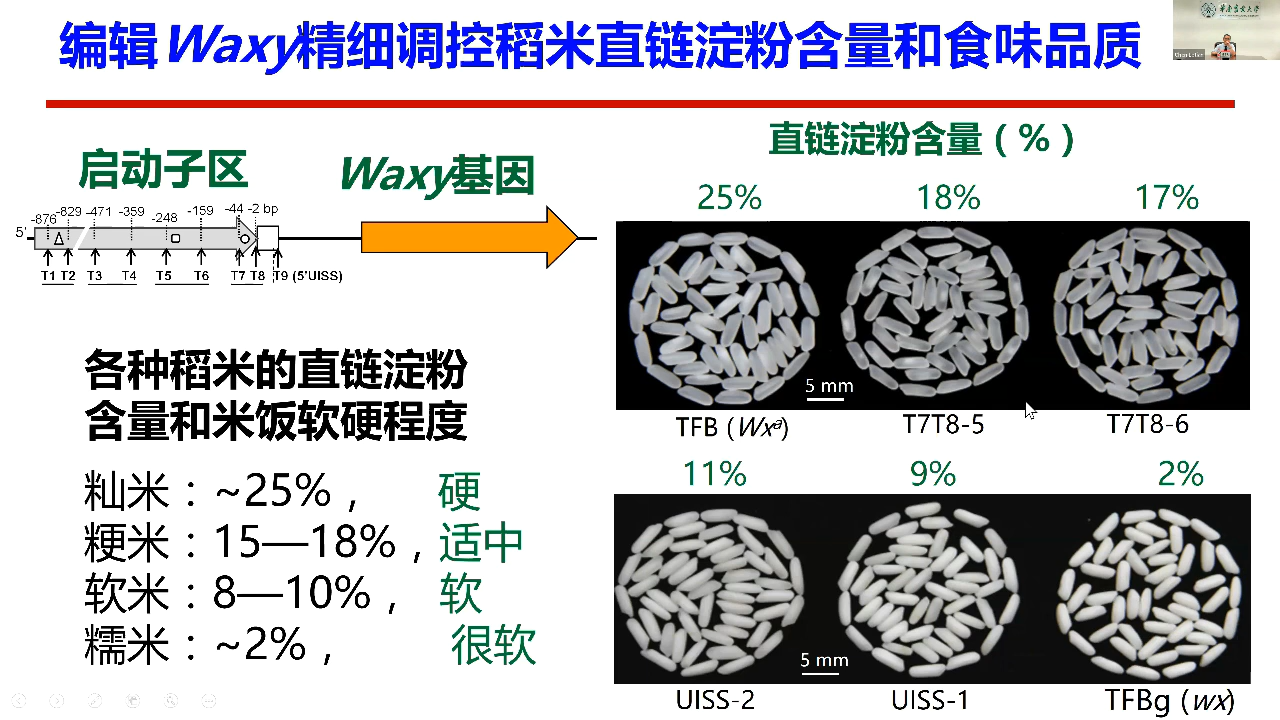 编辑Waxy精细调控稻米直链淀粉含量和食味品质
华南农业大学
启动子区
Waxy基因
-876 -829 -471 -359 -248 -159 -44 -2 bp
5'
T1 T2 T3 T4 T5 T6 T7 T8 T9 (5'UISS)
各种稻米的直链淀粉
含量和米饭软硬程度
籼米：~25%， 硬
粳米：15—18%，适中
软米：8—10%， 软
糯米：~2%， 很软
直链淀粉含量（%）
25% 18% 17%
5 mm
TFB (Wxᵃ) T7T8-5 T7T8-6
11% 9% 2%
5 mm
UISS-2 UISS-1 TFBg (wx)